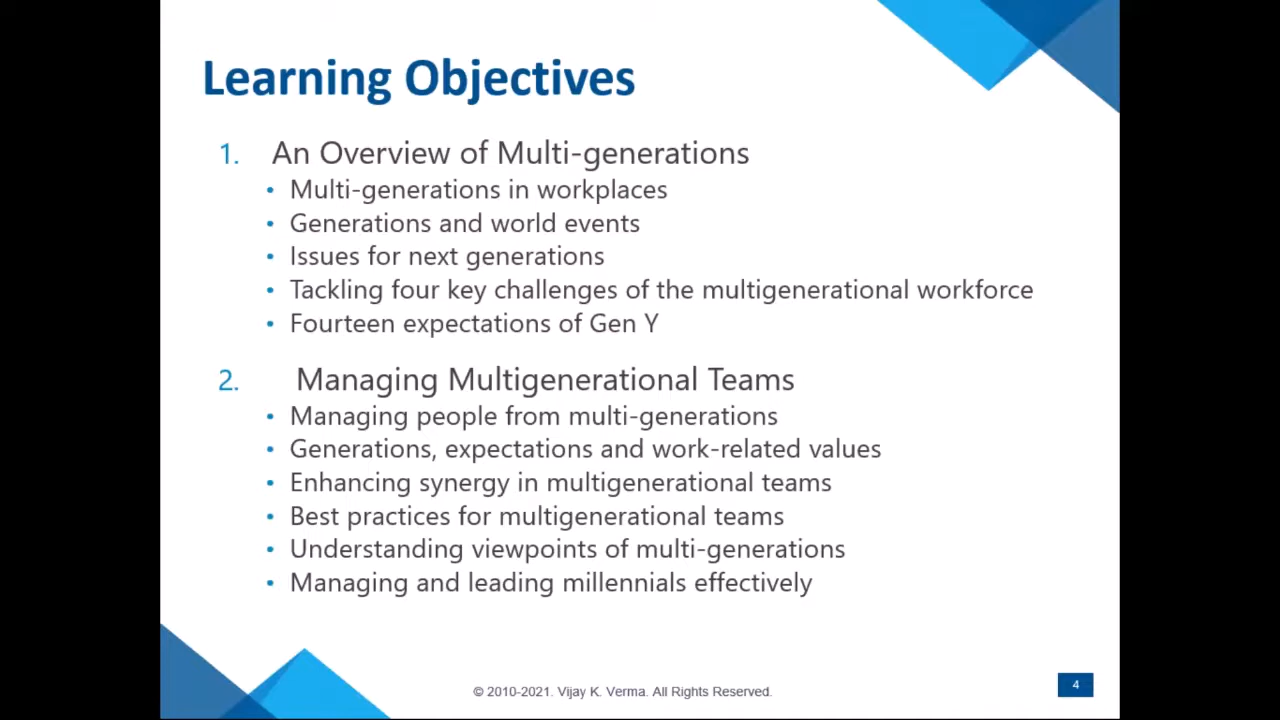 Learning Objectives
1. An Overview of Multi-generations
• Multi-generations in workplaces
• Generations and world events
• Issues for next generations
• Tackling four key challenges of the multigenerational workforce
• Fourteen expectations of Gen Y
2. Managing Multigenerational Teams
• Managing people from multi-generations
• Generations, expectations and work-related values
• Enhancing synergy in multigenerational teams
• Best practices for multigenerational teams
• Understanding viewpoints of multi-generations
• Managing and leading millennials effectively
© 2010-2021. Vijay K. Verma. All Rights Reserved.
4